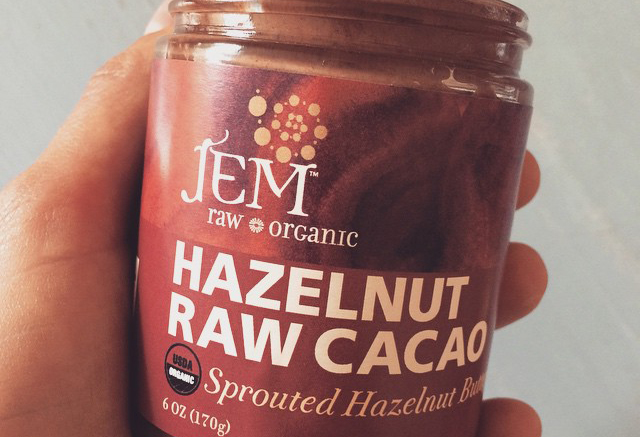 JEM™
raw organic
HAZELNUT
RAW CACAO
USDA
ORGANIC
Sprouted Hazelnut
6 OZ (170g)